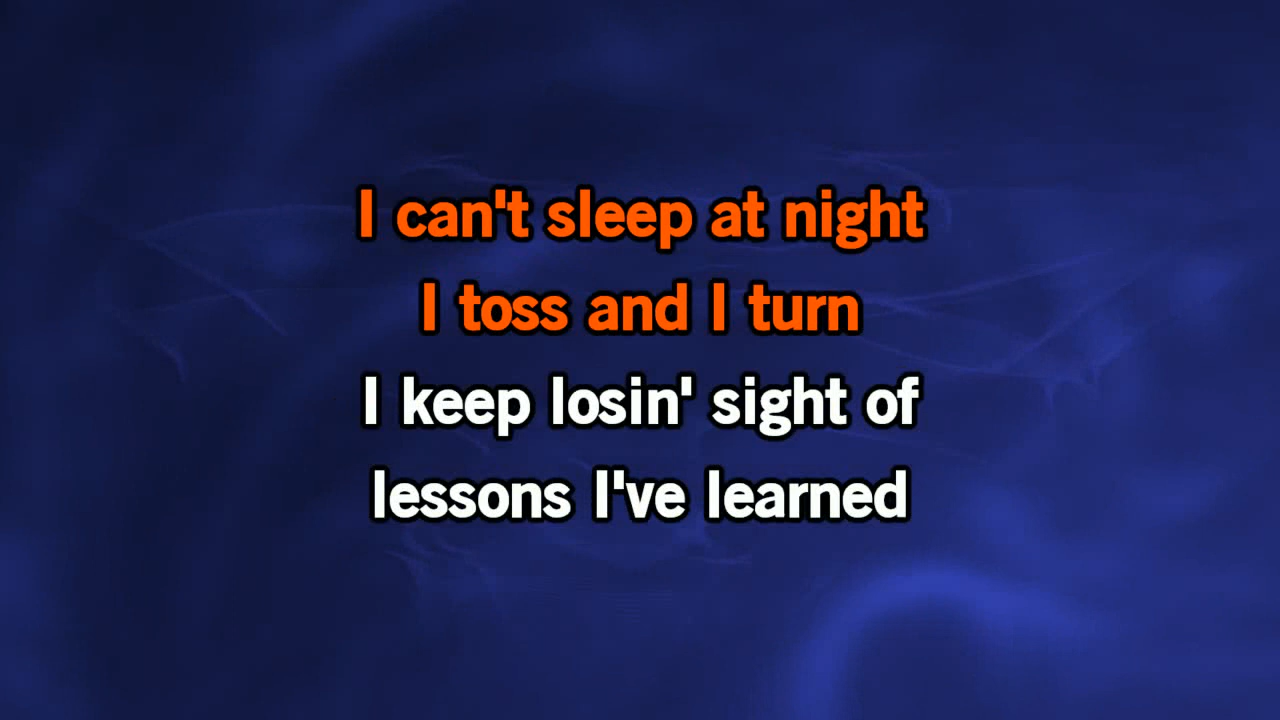 I can't sleep at night
I toss and I turn
I keep losin' sight of
lessons I've learned